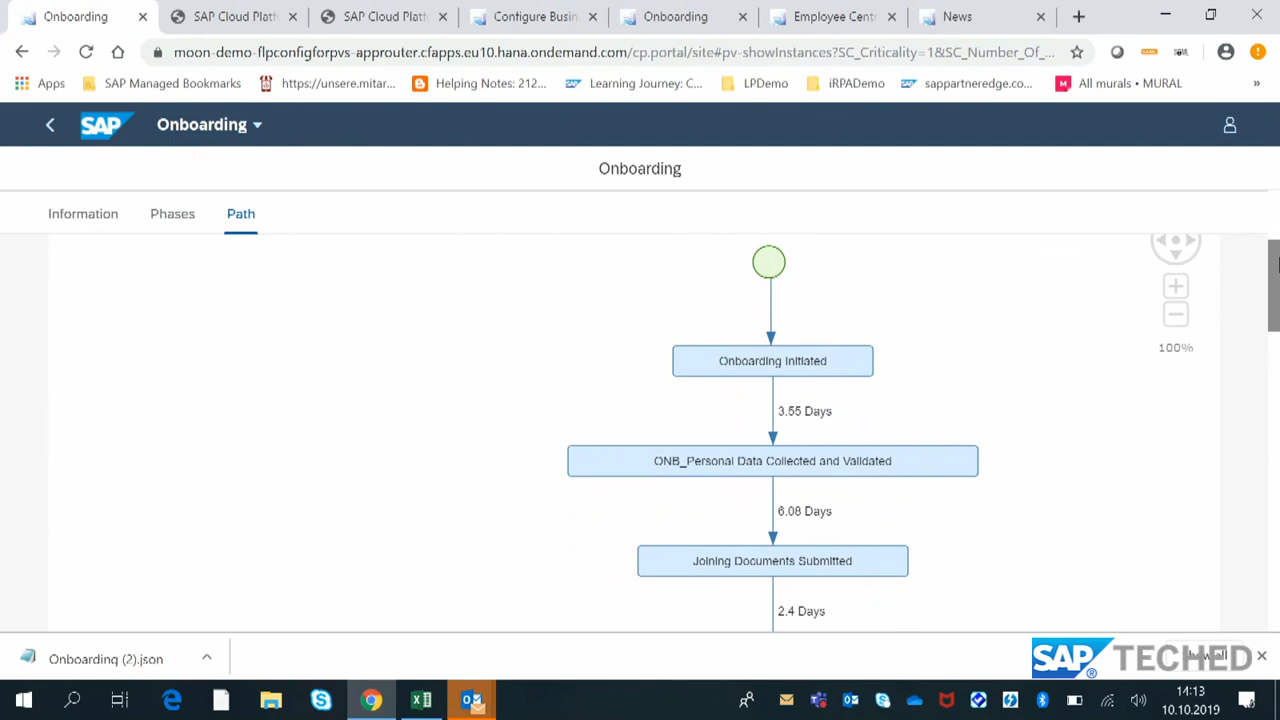 Onboarding
SAP Cloud Platf
SAP Cloud Platf
Configure Busin
Onboarding
Employee Centr
News
moon-demo-flpconfigforpvs-approuter.cfapps.eu10.hana.ondemand.com/cp.portal/site#pv-showInstances?SC_Criticality=1&SC_Number_Of_...
Apps
SAP Managed Bookmarks
https://unsere.mitar...
Helping Notes: 212...
Learning Journey: C...
LPDemo
iRPADemo
sappartneredge.co...
All murals • MURAL
»
SAP
Onboarding
Onboarding
Information
Phases
Path
Onboarding Initiated
100%
3.55 Days
ONB_Personal Data Collected and Validated
6.08 Days
Joining Documents Submitted
2.4 Days
Onboarding (2).json
SAP TECHED
14:13
10.10.2019